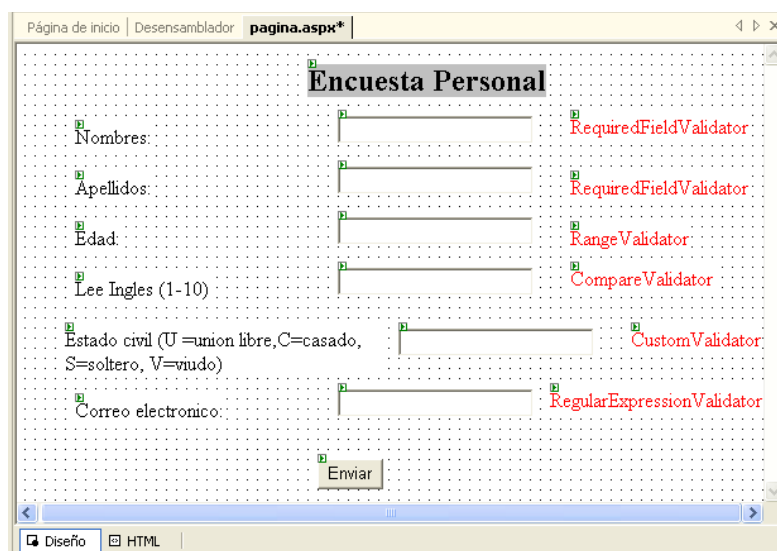 Página de inicio Desensamblador pagina.aspx*
Encuesta Personal
Nombres: RequiredFieldValidator
Apellidos: RequiredFieldValidator
Edad: RangeValidator
Lee Ingles (1-10) CompareValidator
Estado civil (U =union libre,C=casado, CustomValidator
S=soltero, V=viudo)
Correo electronico: RegularExpressionValidator
Enviar
Diseño HTML